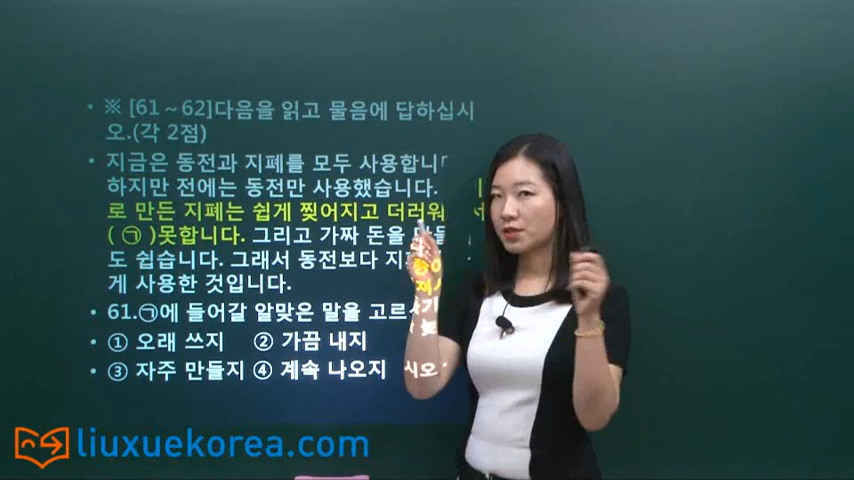 ※ [61～62]다음을 읽고 물음에 답하십시
오.(각 2점)
지금은 동전과 지폐를 모두 사용합니다
하지만 전에는 동전만 사용했습니다.
로 만든 지폐는 쉽게 찢어지고 더러워
( ㉠ )못합니다. 그리고 가짜 돈을
도 쉽습니다. 그래서 동전보다
게 사용한 것입니다.
61.㉠에 들어갈 알맞은 말을 고르
① 오래 쓰지 ② 가끔 내지
③ 자주 만들지 ④ 계속 나오지
liuxuekorea.com